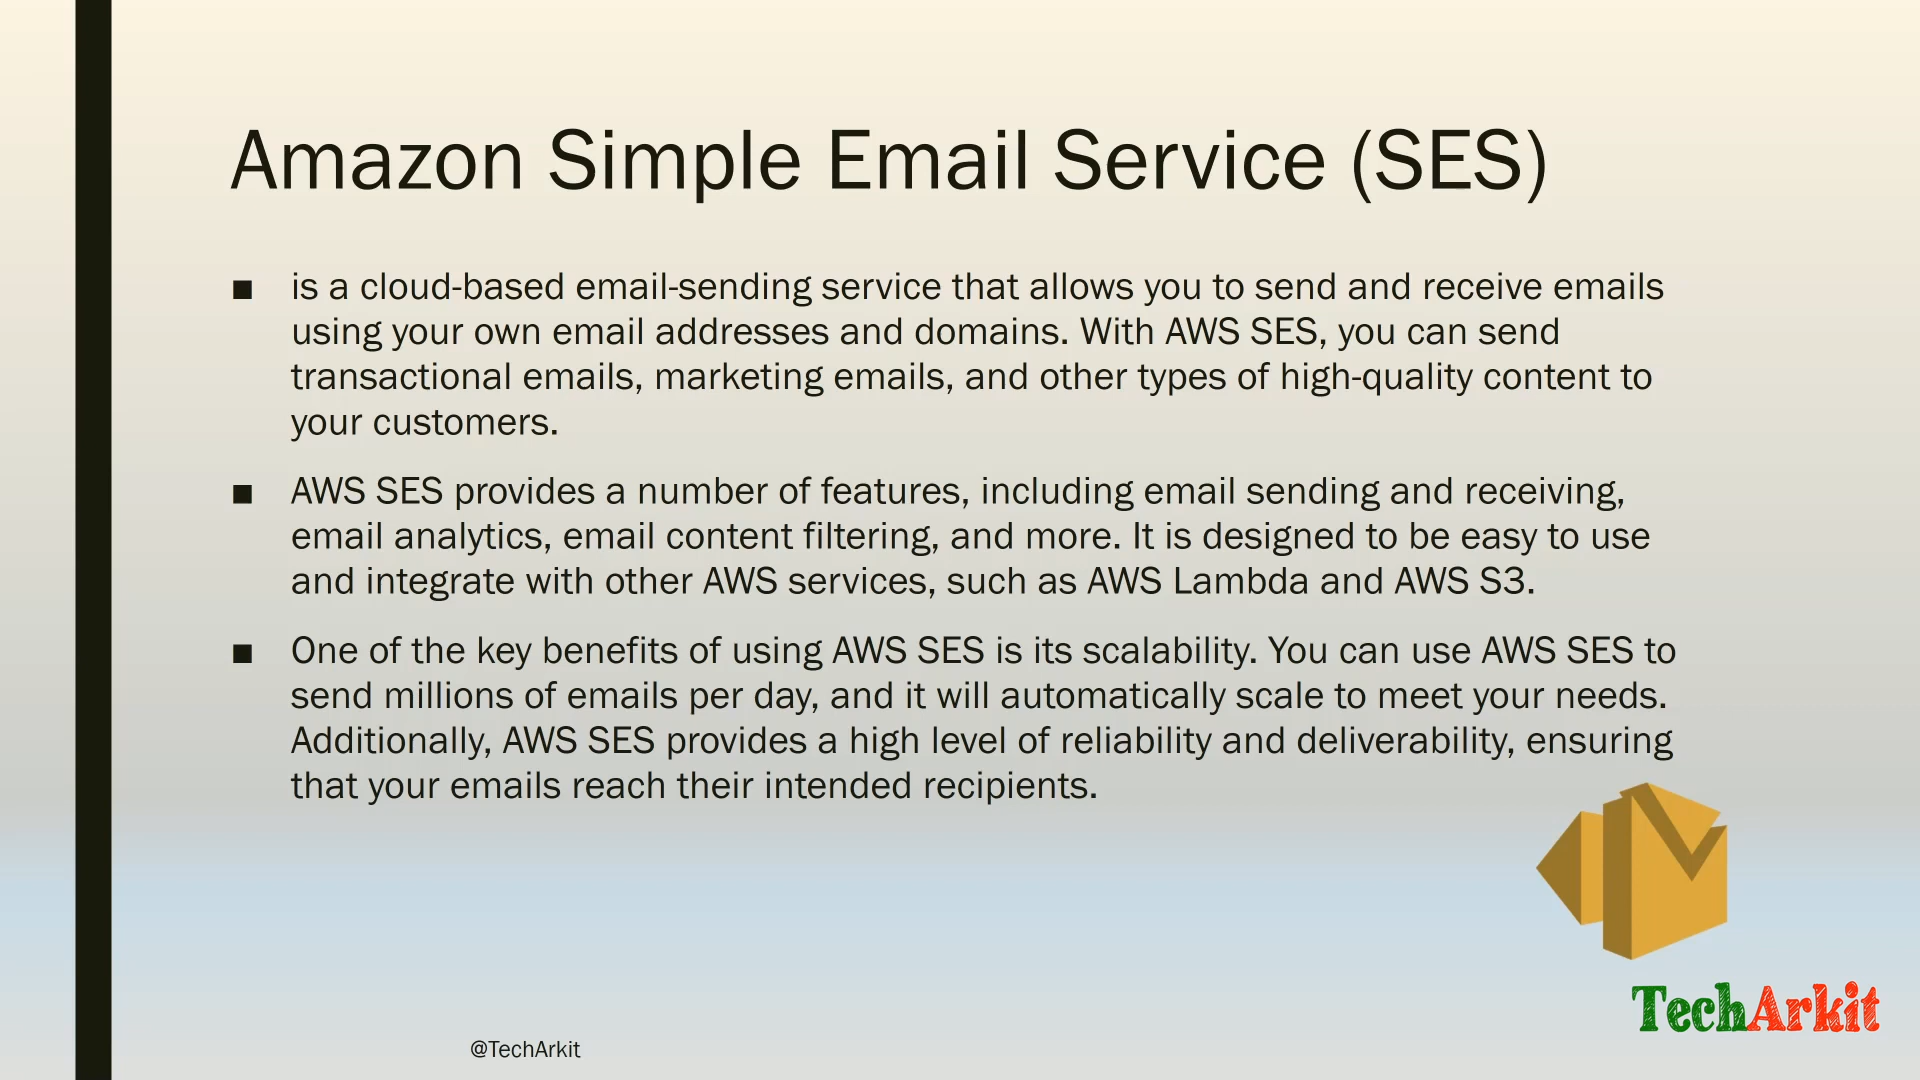 Amazon Simple Email Service (SES)
■ is a cloud-based email-sending service that allows you to send and receive emails
using your own email addresses and domains. With AWS SES, you can send
transactional emails, marketing emails, and other types of high-quality content to
your customers.
■ AWS SES provides a number of features, including email sending and receiving,
email analytics, email content filtering, and more. It is designed to be easy to use
and integrate with other AWS services, such as AWS Lambda and AWS S3.
■ One of the key benefits of using AWS SES is its scalability. You can use AWS SES to
send millions of emails per day, and it will automatically scale to meet your needs.
Additionally, AWS SES provides a high level of reliability and deliverability, ensuring
that your emails reach their intended recipients.
TechArkit
@TechArkit